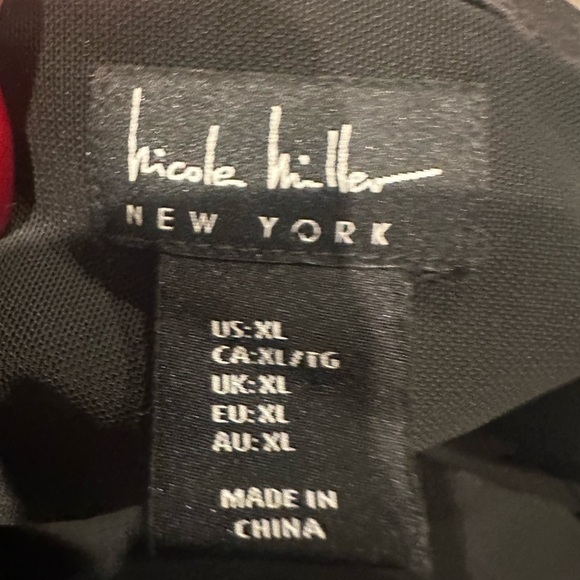 nicole miller
NEW YORK
US: XL
CA: XL/TG
UK: XL
EU: XL
AU: XL
MADE IN
CHINA